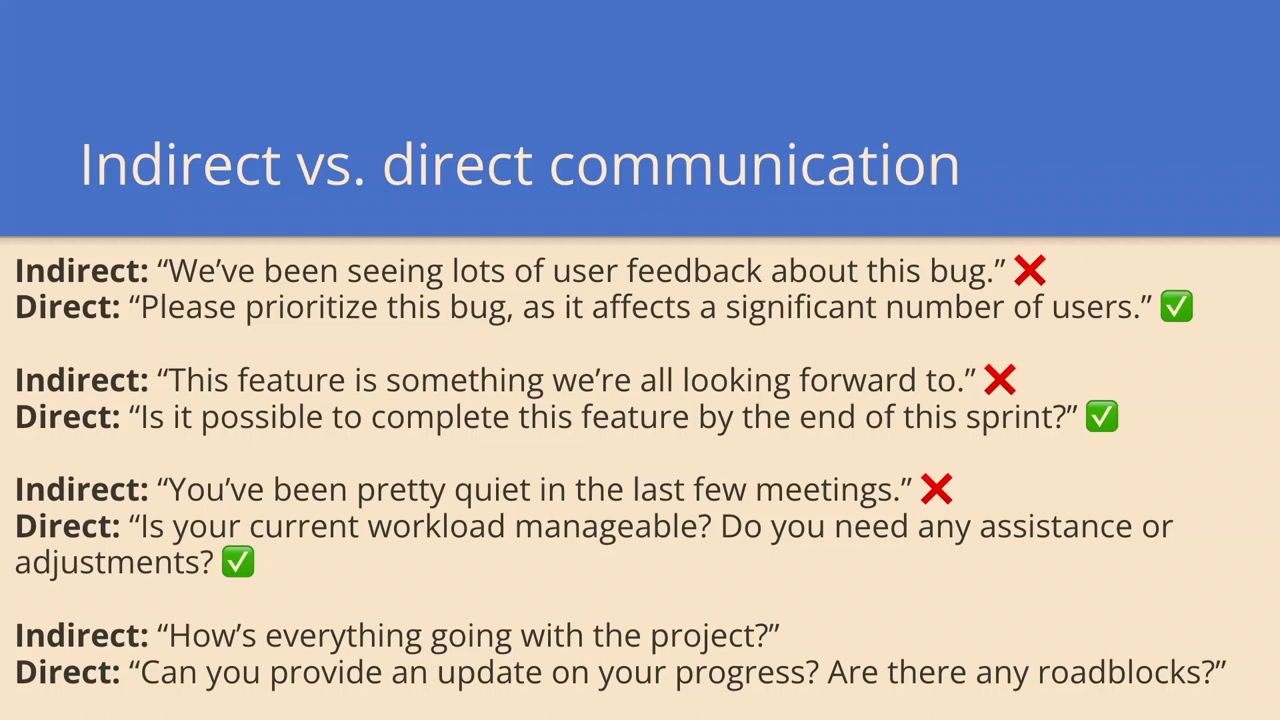 Indirect vs. direct communication
Indirect: “We’ve been seeing lots of user feedback about this bug.” ❌
Direct: “Please prioritize this bug, as it affects a significant number of users.” ✅
Indirect: “This feature is something we’re all looking forward to.” ❌
Direct: “Is it possible to complete this feature by the end of this sprint?” ✅
Indirect: “You’ve been pretty quiet in the last few meetings.” ❌
Direct: “Is your current workload manageable? Do you need any assistance or
adjustments? ✅
Indirect: “How’s everything going with the project?”
Direct: “Can you provide an update on your progress? Are there any roadblocks?”